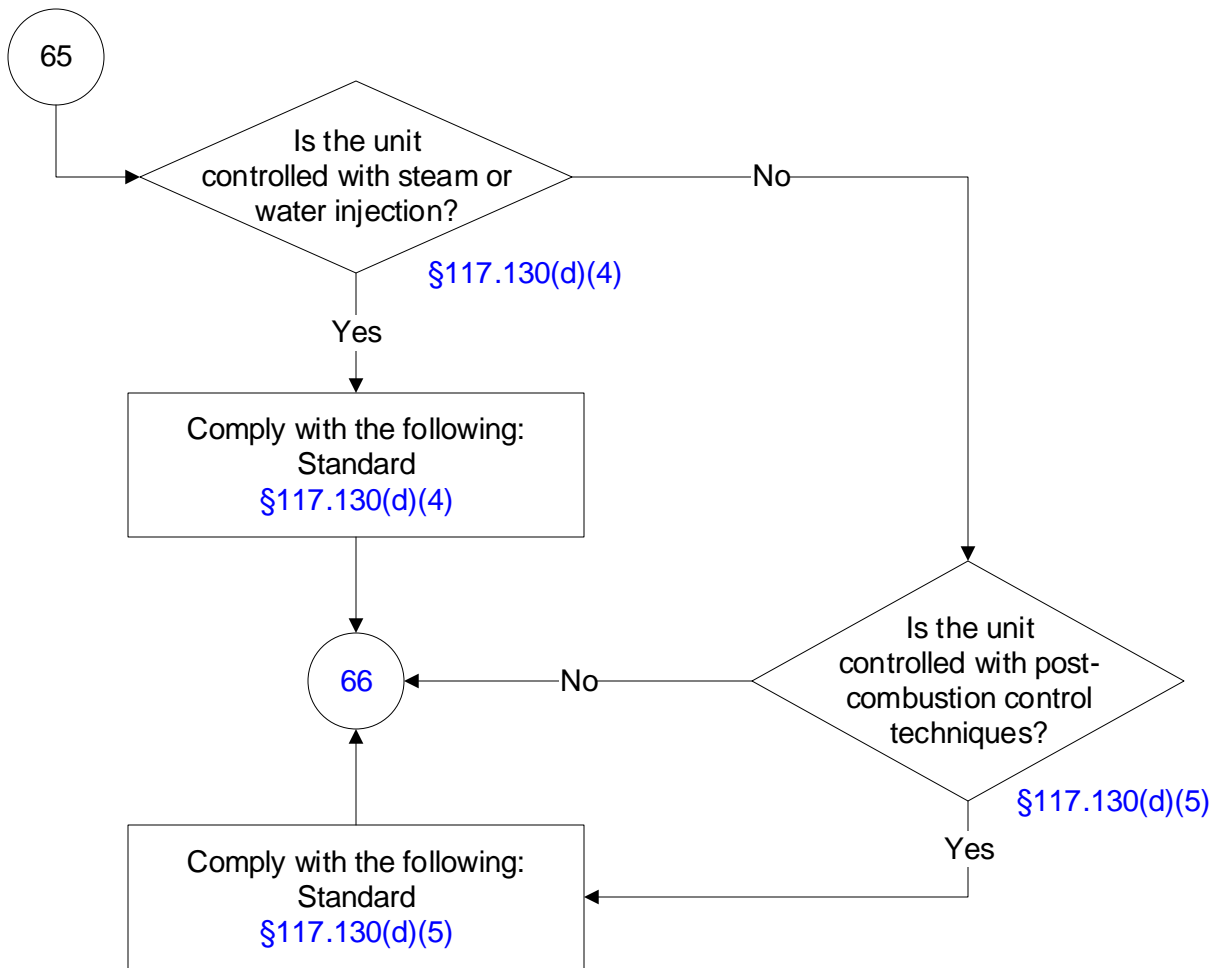 65
Is the unit
controlled with steam or
water injection?
No
§117.130(d)(4)
Yes
Comply with the following:
Standard
§117.130(d)(4)
Is the unit
controlled with post-
combustion control
techniques?
66
No
§117.130(d)(5)
Yes
Comply with the following:
Standard
§117.130(d)(5)